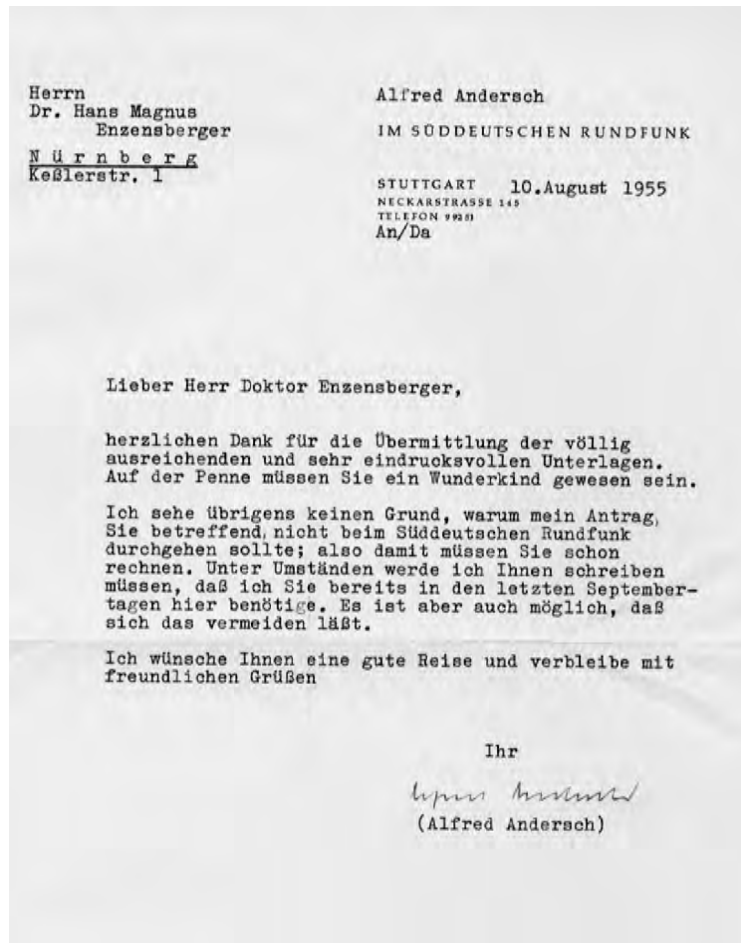 Herrn
Dr. Hans Magnus
Enzensberger
Nürnberg
Keßlerstr. 1
Alfred Andersch
IM SÜDDEUTSCHEN RUNDFUNK
STUTTGART 10.August 1955
NECKARSTRASSE 145
TELEFON 99251
An/Da
Lieber Herr Doktor Enzensberger,
herzlichen Dank für die Übermittlung der völlig
ausreichenden und sehr eindrucksvollen Unterlagen.
Auf der Penne müssen Sie ein Wunderkind gewesen sein.
Ich sehe übrigens keinen Grund, warum mein Antrag,
Sie betreffend, nicht beim Süddeutschen Rundfunk
durchgehen sollte; also damit müssen Sie schon
rechnen. Unter Umständen werde ich Ihnen schreiben
müssen, daß ich Sie bereits in den letzten September-
tagen hier benötige. Es ist aber auch möglich, daß
sich das vermeiden läßt.
Ich wünsche Ihnen eine gute Reise und verbleibe mit
freundlichen Grüßen
Ihr
Alfred Andersch
(Alfred Andersch)